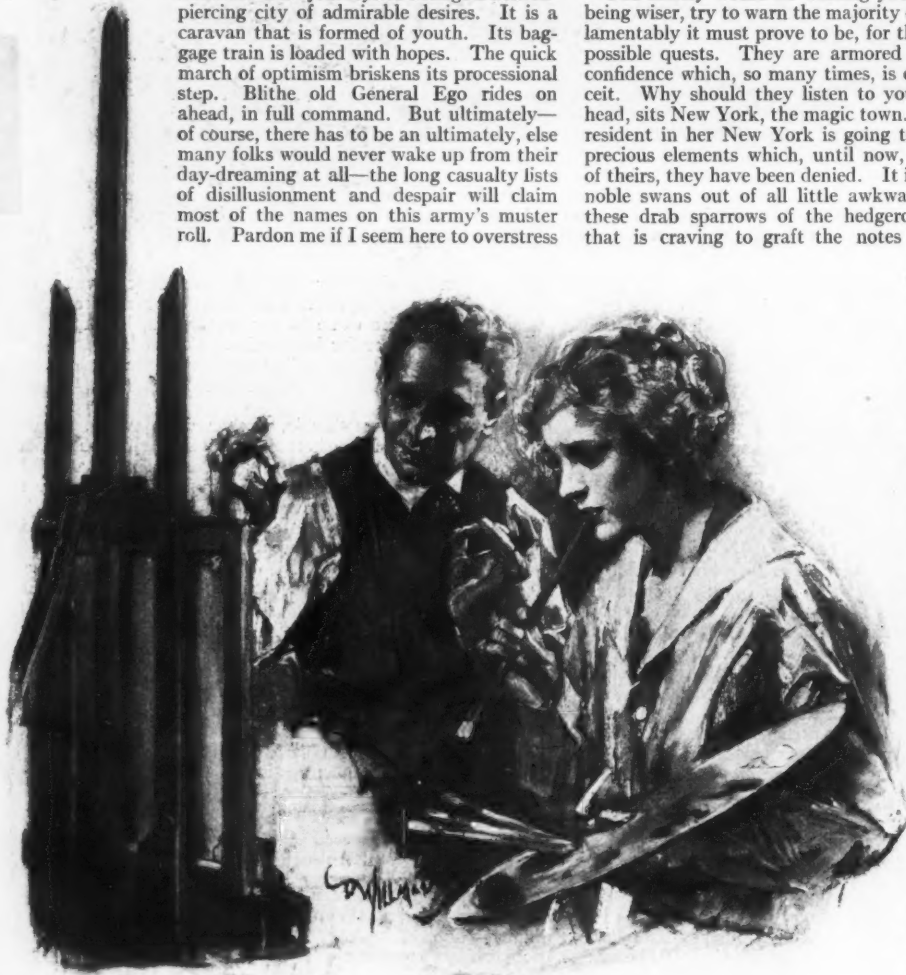 piercing city of admirable desires. It is a
caravan that is formed of youth. Its bag-
gage train is loaded with hopes. The quick
march of optimism briskens its processional
step. Blithe old General Ego rides on
ahead, in full command. But ultimately—
of course, there has to be an ultimately, else
many folks would never wake up from their
day-dreaming at all—the long casualty lists
of disillusionment and despair will claim
most of the names on this army's muster
roll. Pardon me if I seem here to overstress
being wiser, try to warn the majority
lamentably it must prove to be, for
possible quests. They are armored
confidence which, so many times, is
ceit. Why should they listen to
head, sits New York, the magic town.
resident in her New York is going
precious elements which, until now,
of theirs, they have been denied. It
noble swans out of all little
these drab sparrows of the
that is craving to graft the notes